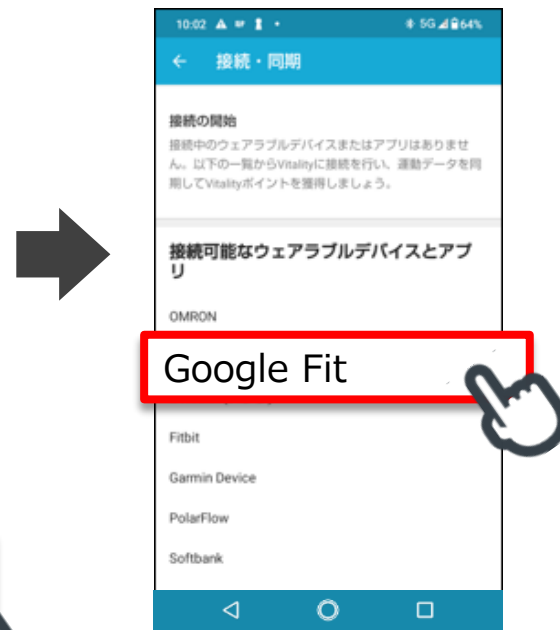 10:02
5G 64%
接続・同期
接続の開始
接続中のウェアラブルデバイスまたはアプリはありませ
ん。以下の一覧からVitalityに接続を行い、運動データを同
期してVitalityポイントを獲得しましょう。
接続可能なウェアラブルデバイスとアプ
リ
OMRON
Google Fit
Fitbit
Garmin Device
PolarFlow
Softbank